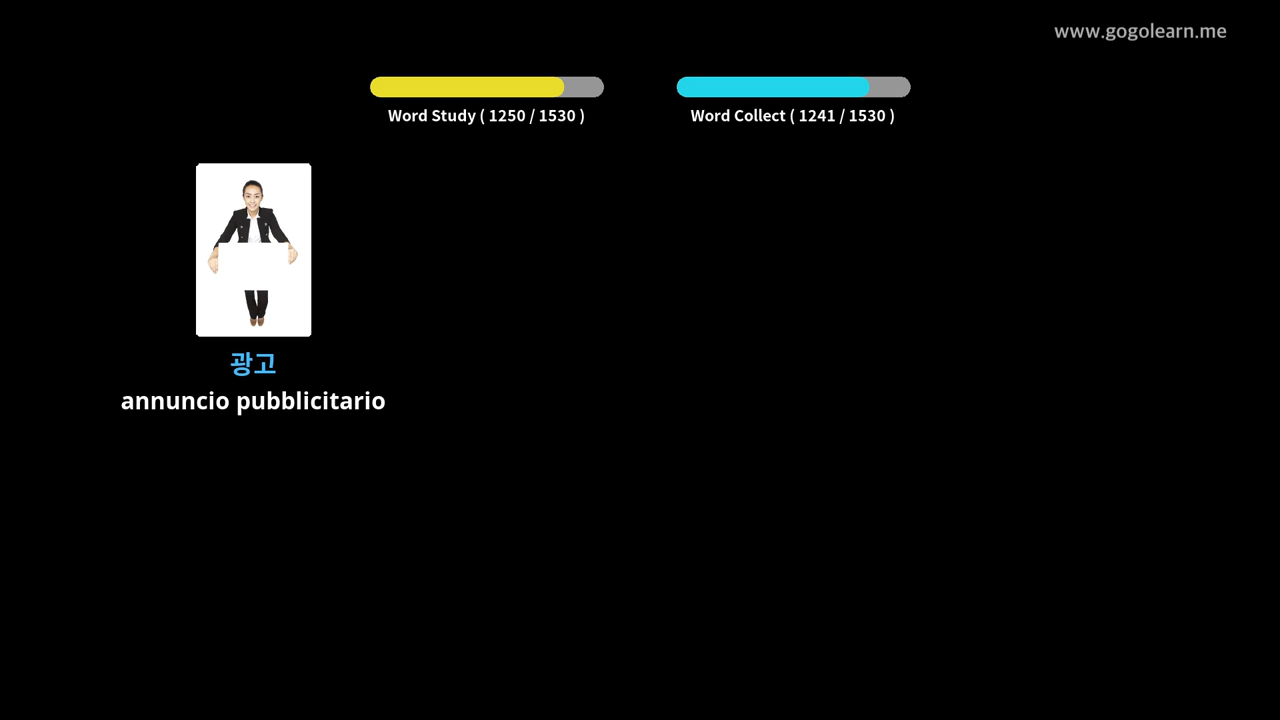 www.gogolearn.me
Word Study ( 1250 / 1530 )
Word Collect ( 1241 / 1530 )
광고
annuncio pubblicitario